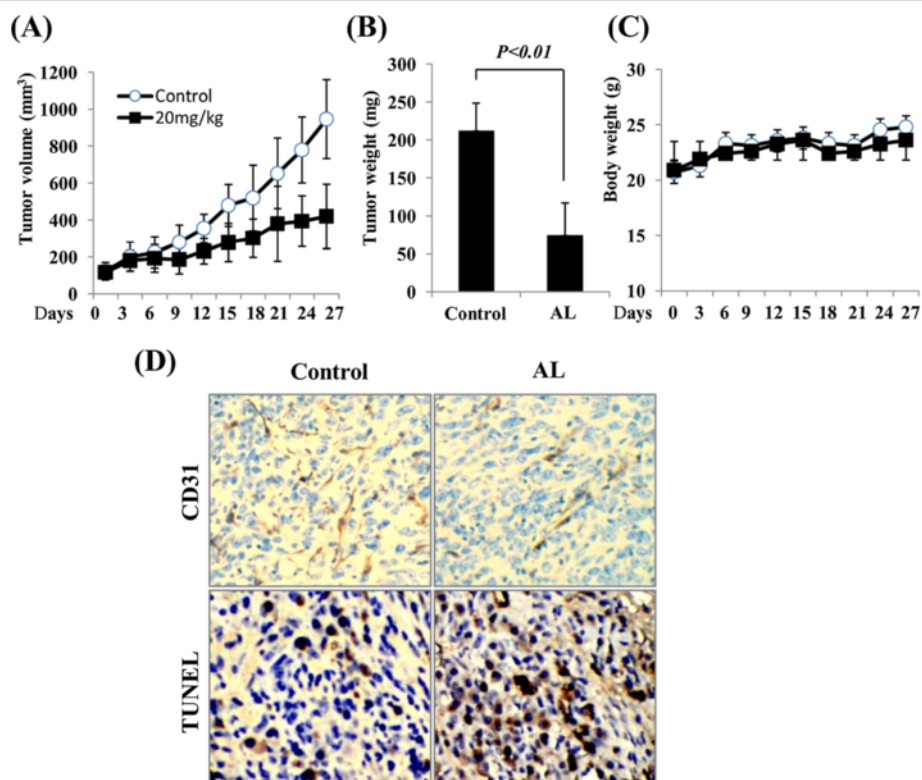 (A)
Tumor volume (mm³)
1200
1000
800
600
400
200
0
Control
20mg/kg
Days 0 3 6 9 12 15 18 21 24 27
(B)
P<0.01
Tumor weight (mg)
300
250
200
150
100
50
0
Control AL
(C)
Body weight (g)
30
25
20
15
10
Days 0 3 6 9 12 15 18 21 24 27
(D)
Control AL
CD31
TUNEL